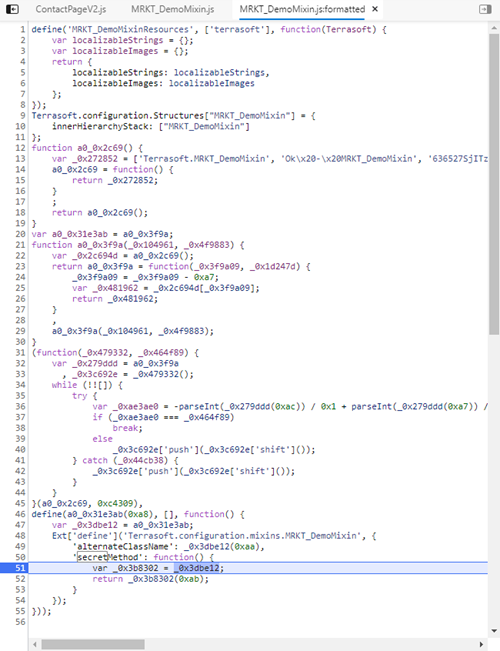 ContactPageV2.js MRKT_DemoMixin.js MRKT_DemoMixin.js:formatted ×
1 define('MRKT_DemoMixinResources', ['terrasoft'], function(Terrasoft) {
2 var localizableStrings = {};
3 var localizableImages = {};
4 return {
5 localizableStrings: localizableStrings,
6 localizableImages: localizableImages
7 };
8 });
9 Terrasoft.configuration.Structures["MRKT_DemoMixin"] = {
10 innerHierarchyStack: ["MRKT_DemoMixin"]
11 };
12 function a0_0x2c69() {
13 var _0x272852 = ['Terrasoft.MRKT_DemoMixin', 'Ok\x20-\x20MRKT_DemoMixin', '636527SjITz
14 a0_0x2c69 = function() {
15 return _0x272852;
16 }
17 ;
18 return a0_0x2c69();
19 }
20 var a0_0x31e3ab = a0_0x3f9a;
21 function a0_0x3f9a(_0x104961, _0x4f9883) {
22 var _0x2c694d = a0_0x2c69();
23 return a0_0x3f9a = function(_0x3f9a09, _0x1d247d) {
24 _0x3f9a09 = _0x3f9a09 - 0xa7;
25 var _0x481962 = _0x2c694d[_0x3f9a09];
26 return _0x481962;
27 }
28 ,
29 a0_0x3f9a(_0x104961, _0x4f9883);
30 }
31 (function(_0x479332, _0x464f89) {
32 var _0x279ddd = a0_0x3f9a
33 , _0x3c692e = _0x479332();
34 while (!![]) {
35 try {
36 var _0xae3ae0 = -parseInt(_0x279ddd(0xac)) / 0x1 + parseInt(_0x279ddd(0xa7)) /
37 if (_0xae3ae0 === _0x464f89)
38 break;
39 else
40 _0x3c692e['push'](_0x3c692e['shift']());
41 } catch (_0x44cb38) {
42 _0x3c692e['push'](_0x3c692e['shift']());
43 }
44 }
45 }(a0_0x2c69, 0xc4309),
46 define(a0_0x31e3ab(0xa8), [], function() {
47 var _0x3dbe12 = a0_0x31e3ab;
48 Ext['define']('Terrasoft.configuration.mixins.MRKT_DemoMixin', {
49 'alternateClassName': _0x3dbe12(0xaa),
50 'secretMethod': function() {
51 var _0x3b8302 = _0x3dbe12;
52 return _0x3b8302(0xab);
53 }
54 });
55 }));
56